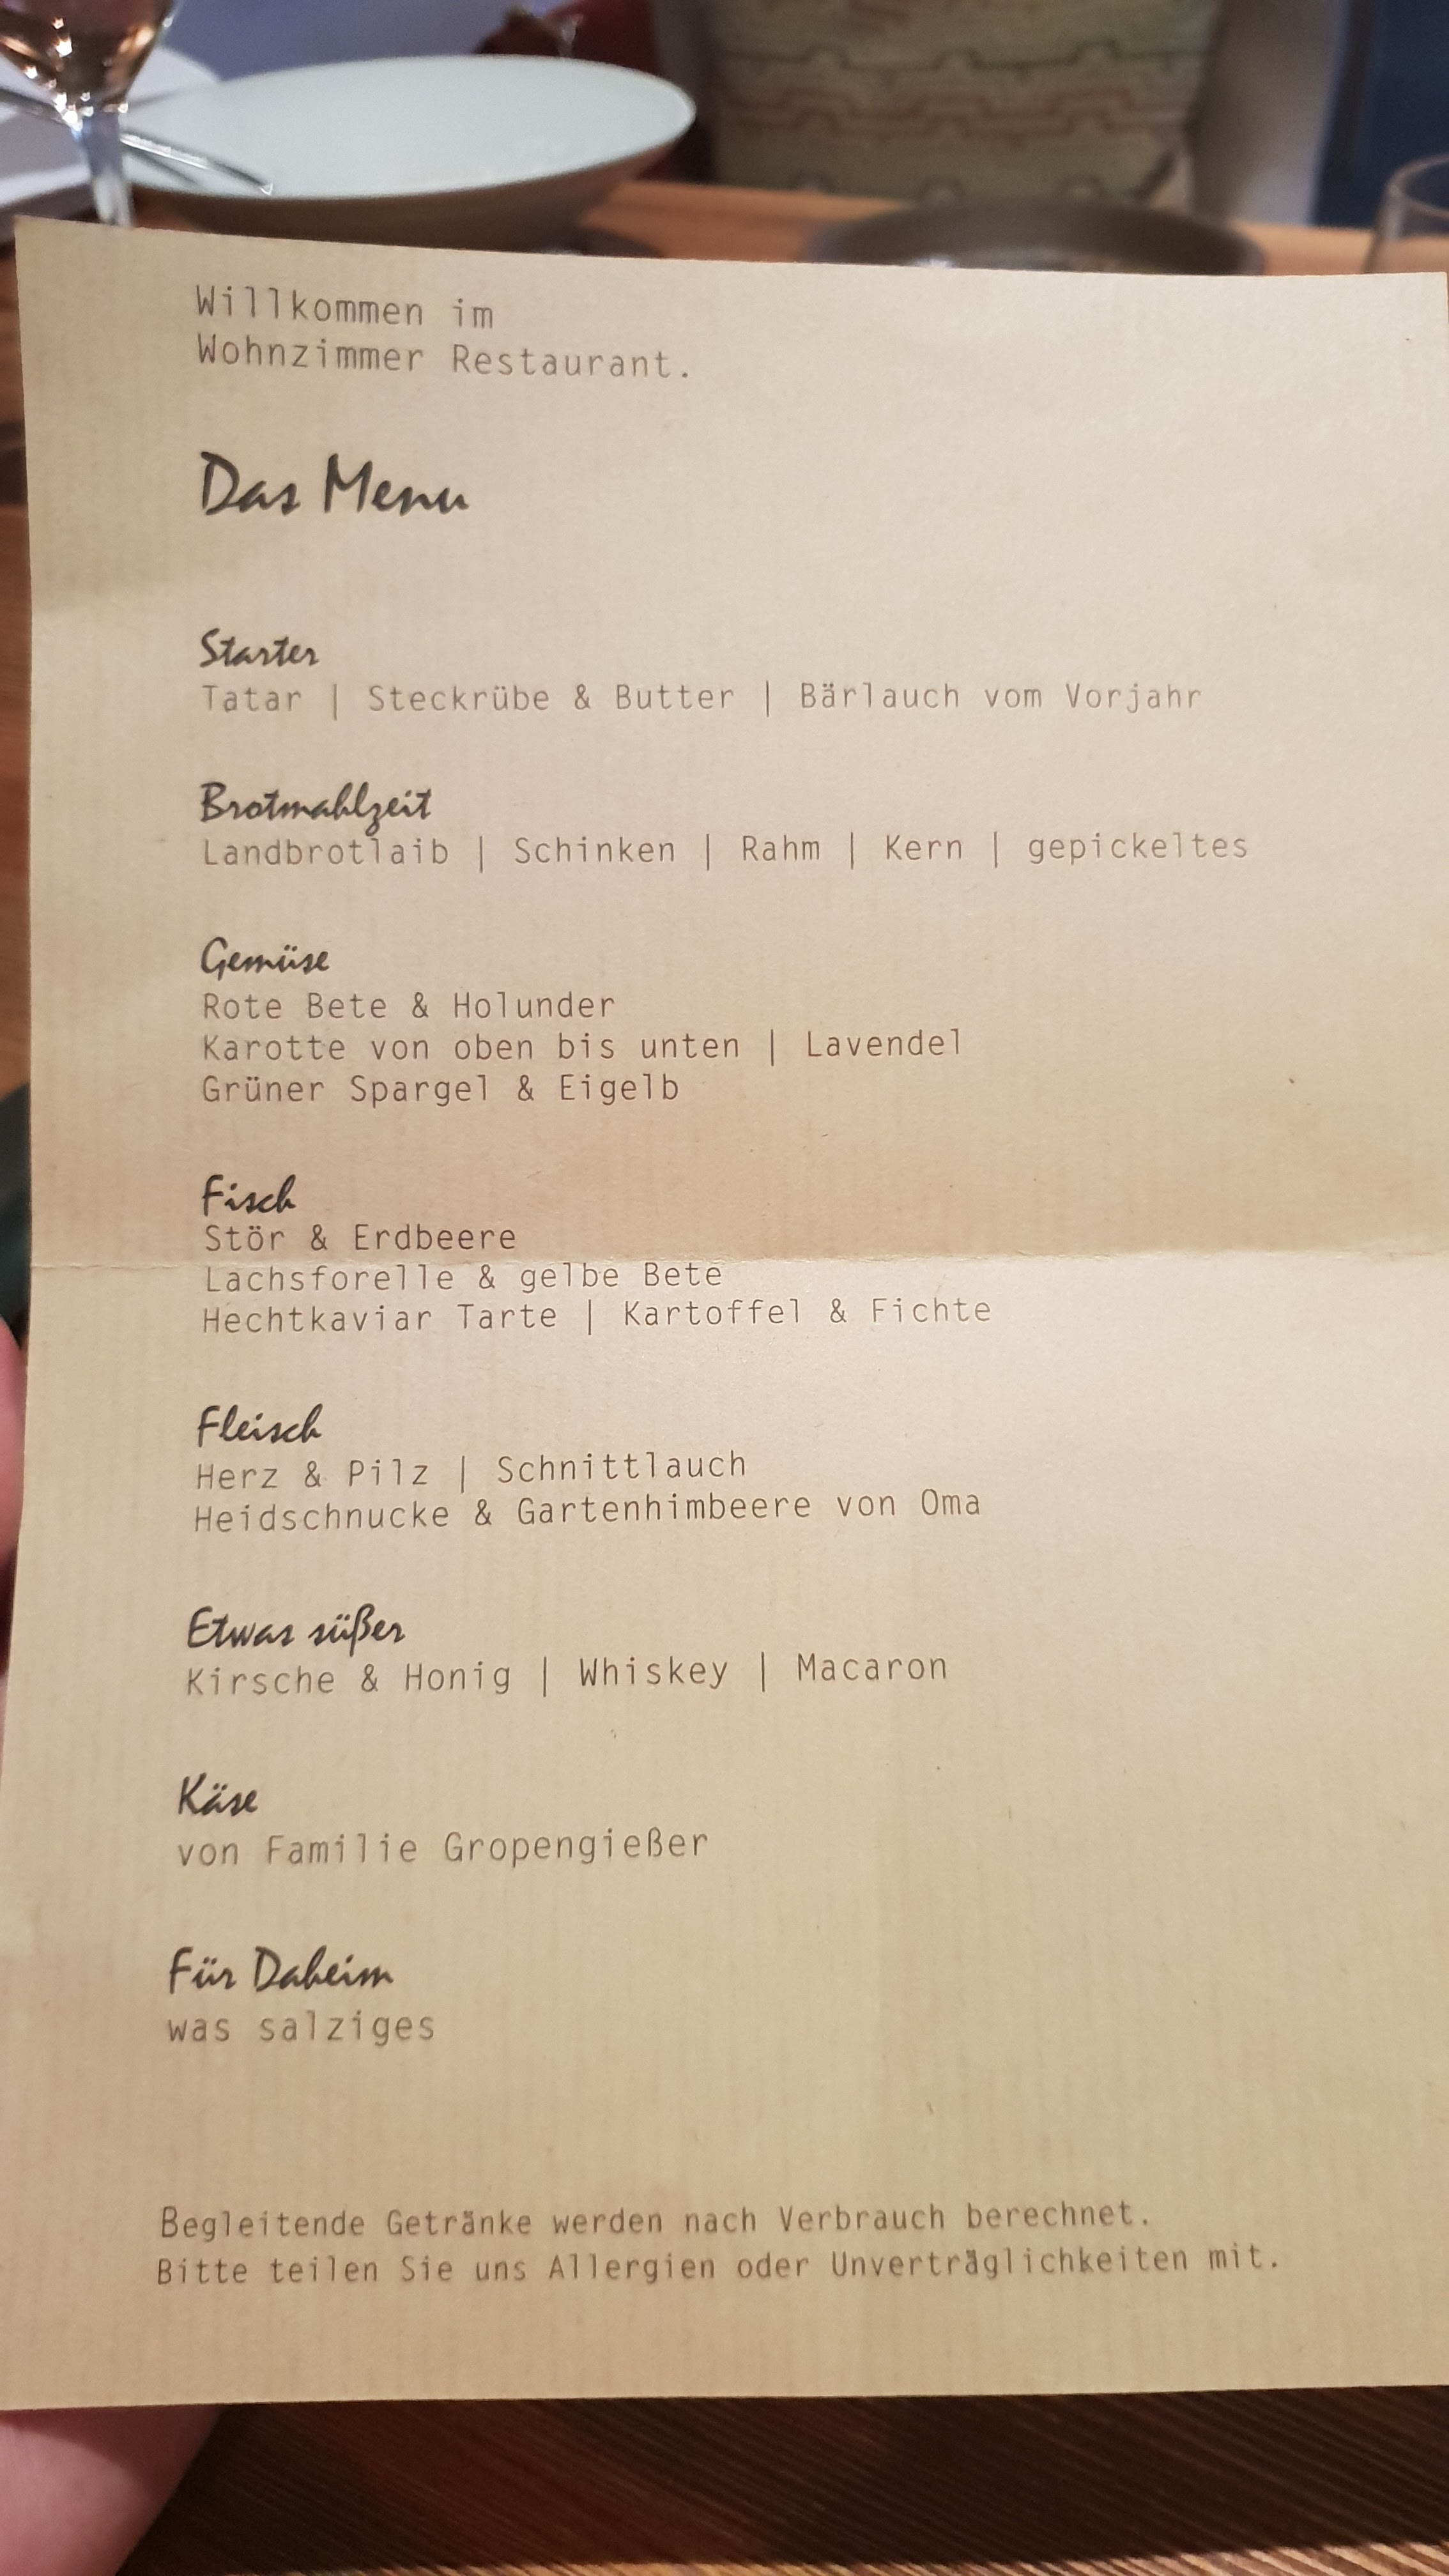 Willkommen im
Wohnzimmer Restaurant.
Das Menu
Starter
Tatar | Steckrübe & Butter | Bärlauch vom Vorjahr
Brotmahlzeit
Landbrotlaib | Schinken | Rahm | Kern | gepickeltes
Gemüse
Rote Bete & Holunder
Karotte von oben bis unten | Lavendel
Grüner Spargel & Eigelb
Fisch
Stör & Erdbeere
Lachsforelle & gelbe Bete
Hechtkaviar Tarte | Kartoffel & Fichte
Fleisch
Herz & Pilz | Schnittlauch
Heidschnucke & Gartenhimbeere von Oma
Etwas süßer
Kirsche & Honig | Whiskey | Macaron
Käse
von Familie Gropengießer
Für Daheim
was salziges
Begleitende Getränke werden nach Verbrauch berechnet.
Bitte teilen Sie uns Allergien oder Unverträglichkeiten mit.